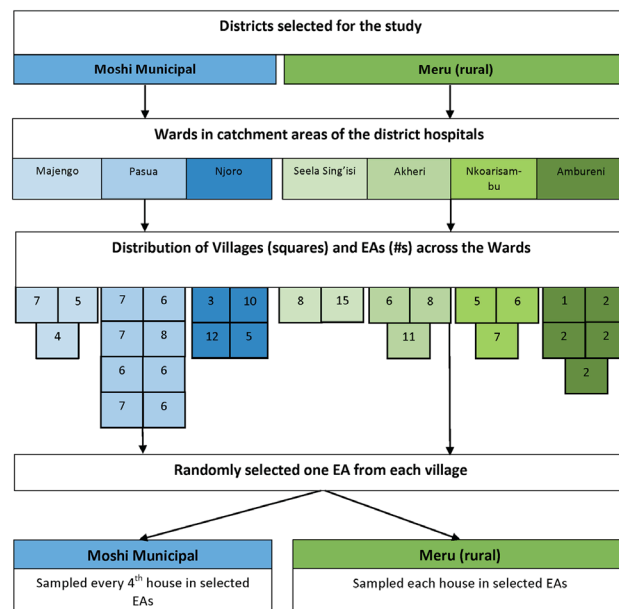 Districts selected for the study
Moshi Municipal
Meru (rural)
Wards in catchment areas of the district hospitals
Majengo
Pasua
Njoro
Seela Sing'isi
Akheri
Nkoarisam-
bu
Ambureni
Distribution of Villages (squares) and EAs (#s) across the Wards
7 5 7 6 3 10 8 15 6 8 5 6 1 2
4 7 8 12 5 11 7 2 2
6 6 2
7 6
Randomly selected one EA from each village
Moshi Municipal
Sampled every 4th house in selected
EAs
Meru (rural)
Sampled each house in selected EAs